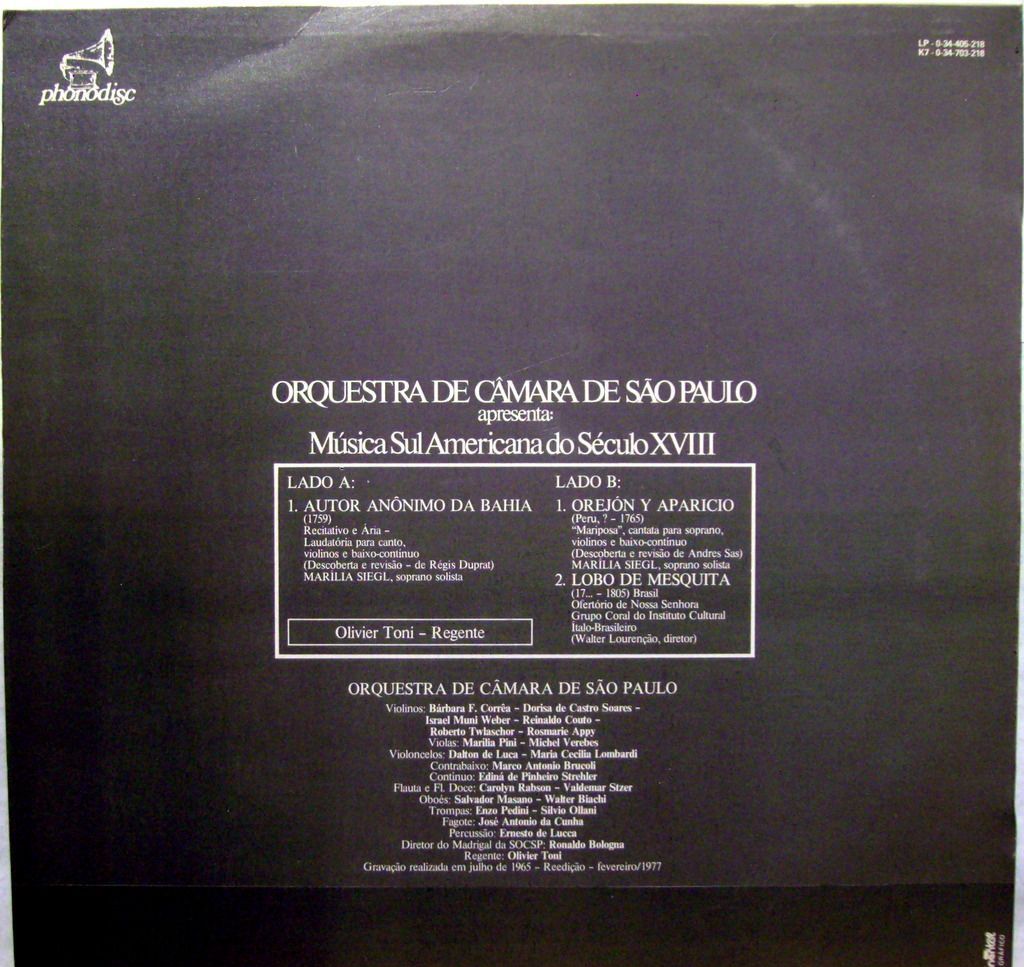 phonodisc
LP - 0-34-405-218
K7 - 0-34-703-218
ORQUESTRA DE CÂMARA DE SÃO PAULO
apresenta:
Música Sul Americana do Século XVIII
LADO A:
1. AUTOR ANÔNIMO DA BAHIA
(1759)
Recitativo e Ária –
Laudatória para canto,
violinos e baixo-contínuo
(Descoberta e revisão – de Régis Duprat)
MARILIA SIEGL, soprano solista
Olivier Toni – Regente
LADO B:
1. OREJÓN Y APARICIO
(Peru, ? – 1765)
"Mariposa", cantata para soprano,
violinos e baixo-contínuo
(Descoberta e revisão de Andres Sas)
MARÍLIA SIEGL, soprano solista
2. LOBO DE MESQUITA
(17... – 1805) Brasil
Ofertório de Nossa Senhora
Grupo Coral do Instituto Cultural
Ítalo-Brasileiro
(Walter Lourenção, diretor)
ORQUESTRA DE CÂMARA DE SÃO PAULO
Violinos: Bárbara F. Corrêa – Dorisa de Castro Soares –
Israel Muni Weber – Reinaldo Couto –
Roberto Twlaschor – Rosmarie Appy
Violas: Marilia Pini – Michel Verebes
Violoncelos: Dalton de Luca – Maria Cecilia Lombardi
Contrabaixo: Marco Antonio Brucoli
Contínuo: Ediná de Pinheiro Strehler
Flauta e Fl. Doce: Carolyn Rabson – Valdemar Stzer
Oboés: Salvador Masano – Walter Biachi
Trompas: Enzo Pedini – Silvio Ollani
Fagote: José Antonio da Cunha
Percussão: Ernesto de Lucca
Diretor do Madrigal da SOCSP: Ronaldo Bologna
Regente: Olivier Toni
Gravação realizada em julho de 1965 – Reedição – fevereiro/1977
GRÁFICO